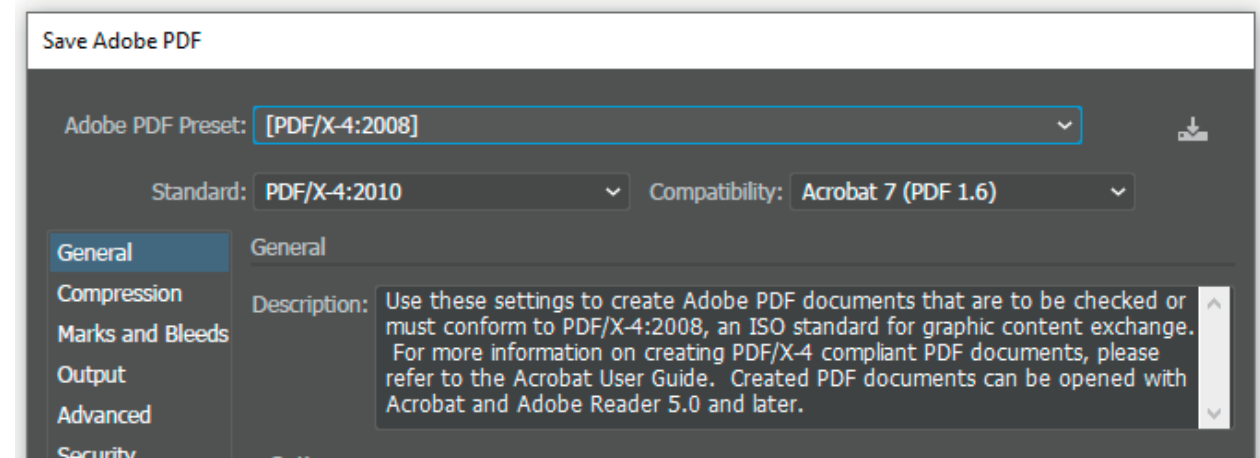 Save Adobe PDF
Adobe PDF Preset: [PDF/X-4:2008]
Standard: PDF/X-4:2010 Compatibility: Acrobat 7 (PDF 1.6)
General
Compression
Marks and Bleeds
Output
Advanced
Security
General
Description: Use these settings to create Adobe PDF documents that are to be checked or
must conform to PDF/X-4:2008, an ISO standard for graphic content exchange.
For more information on creating PDF/X-4 compliant PDF documents, please
refer to the Acrobat User Guide.  Created PDF documents can be opened with
Acrobat and Adobe Reader 5.0 and later.